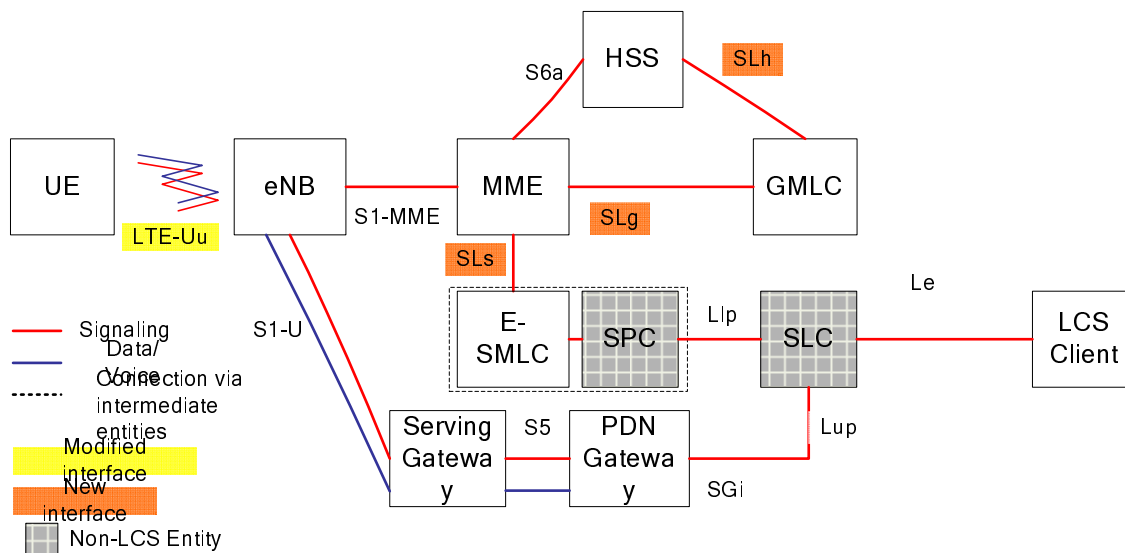 HSS
S6a
SLh
UE
eNB
MME
GMLC
S1-MME
SLg
LTE-Uu
SLs
Le
E-
SMLC
SPC
Llp
SLC
LCS
Client
S1-U
Signaling
Data/
Voice
Connection via
intermediate
entities
Serving
Gatewa
y
S5
PDN
Gatewa
y
Lup
SGi
Modified
interface
New
interface
Non-LCS Entity